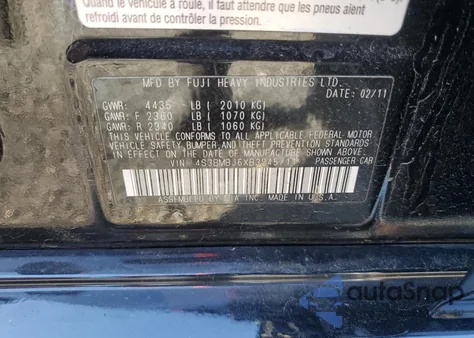 Quand le véhicule a roulé, il faut
attendre que les pneus aient
refroidi avant de contrôler la pression.
MFD. BY FUJI HEAVY INDUSTRIES LTD.
DATE: 02/11
GVWR: 4435 LB ( 2010 KG)
GAWR: F 2360 LB ( 1070 KG)
GAWR: R 2340 LB ( 1060 KG)
THIS VEHICLE CONFORMS TO ALL APPLICABLE FEDERAL MOTOR
VEHICLE SAFETY, BUMPER, AND THEFT PREVENTION STANDARDS
IN EFFECT ON THE DATE OF MANUFACTURE SHOWN ABOVE.
VIN
PASSENGER CAR
ASSEMBLED BY SIA, INC. MADE IN U.S.A.
autoSnap